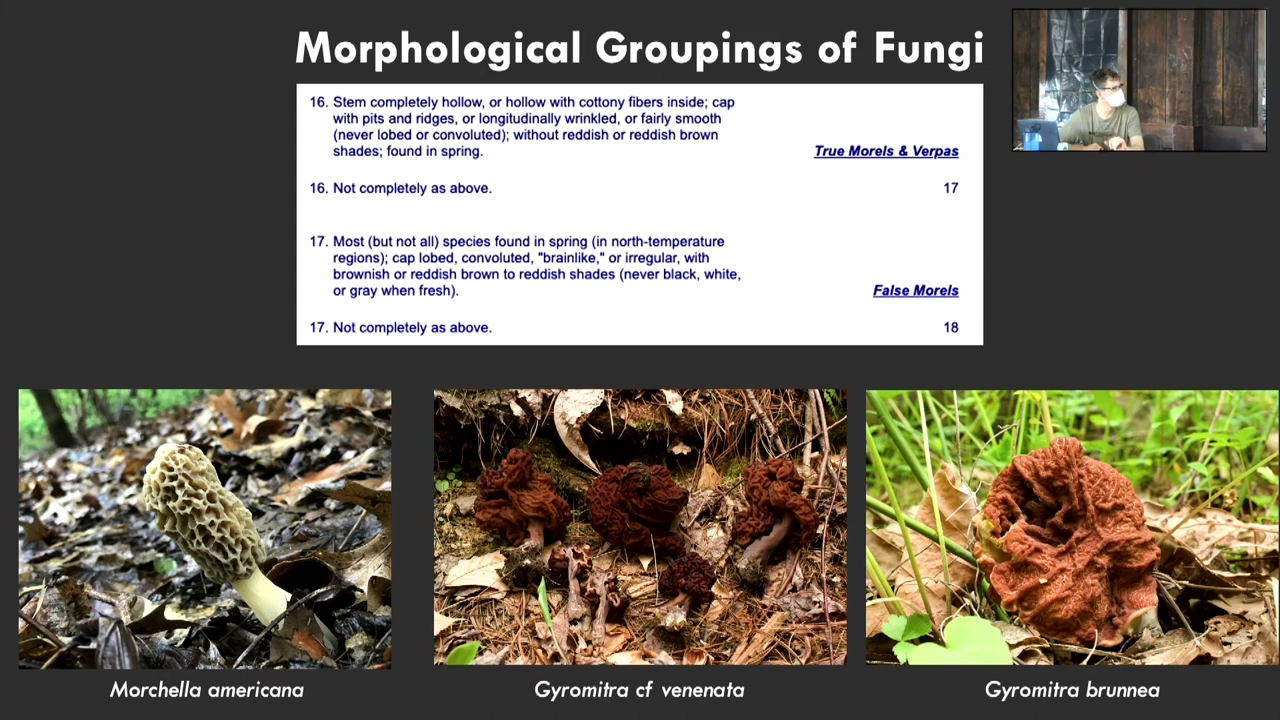 Morphological Groupings of Fungi
16. Stem completely hollow, or hollow with cottony fibers inside; cap
with pits and ridges, or longitudinally wrinkled, or fairly smooth
(never lobed or convoluted); without reddish or reddish brown
shades; found in spring. True Morels & Verpas
16. Not completely as above. 17
17. Most (but not all) species found in spring (in north-temperature
regions); cap lobed, convoluted, "brainlike," or irregular, with
brownish or reddish brown to reddish shades (never black, white,
or gray when fresh). False Morels
17. Not completely as above. 18
Morchella americana Gyromitra cf venenata Gyromitra brunnea